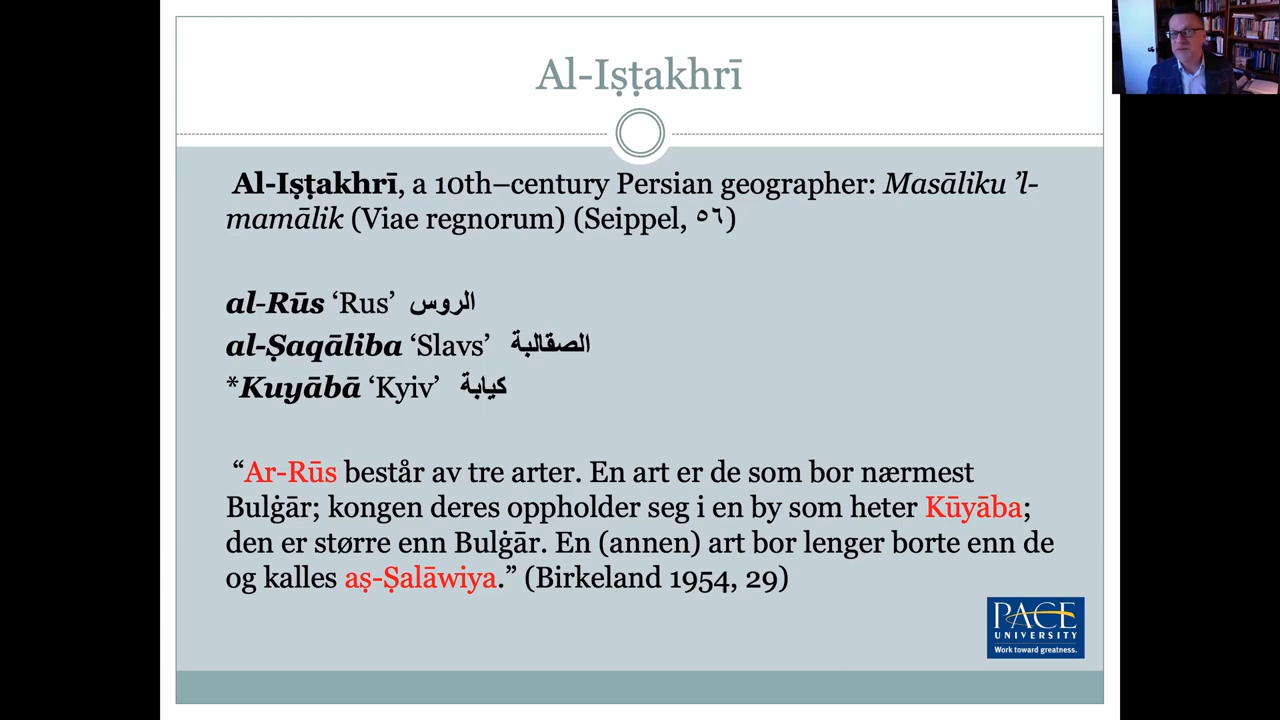 Al-Iṣṭakhrī
Al-Iṣṭakhrī, a 10th–century Persian geographer: Masāliku ’l-
mamālik (Viae regnorum) (Seippel, ٥٦)
al-Rūs ‘Rus’ الروس
al-Ṣaqāliba ‘Slavs’ الصقالبة
*Kuyābā ‘Kyiv’ كيابة
“Ar-Rūs består av tre arter. En art er de som bor nærmest
Bulġār; kongen deres oppholder seg i en by som heter Kūyāba;
den er større enn Bulġār. En (annen) art bor lenger borte enn de
og kalles aṣ-Ṣalāwiya.” (Birkeland 1954, 29)
PACE
UNIVERSITY
Work toward greatness.